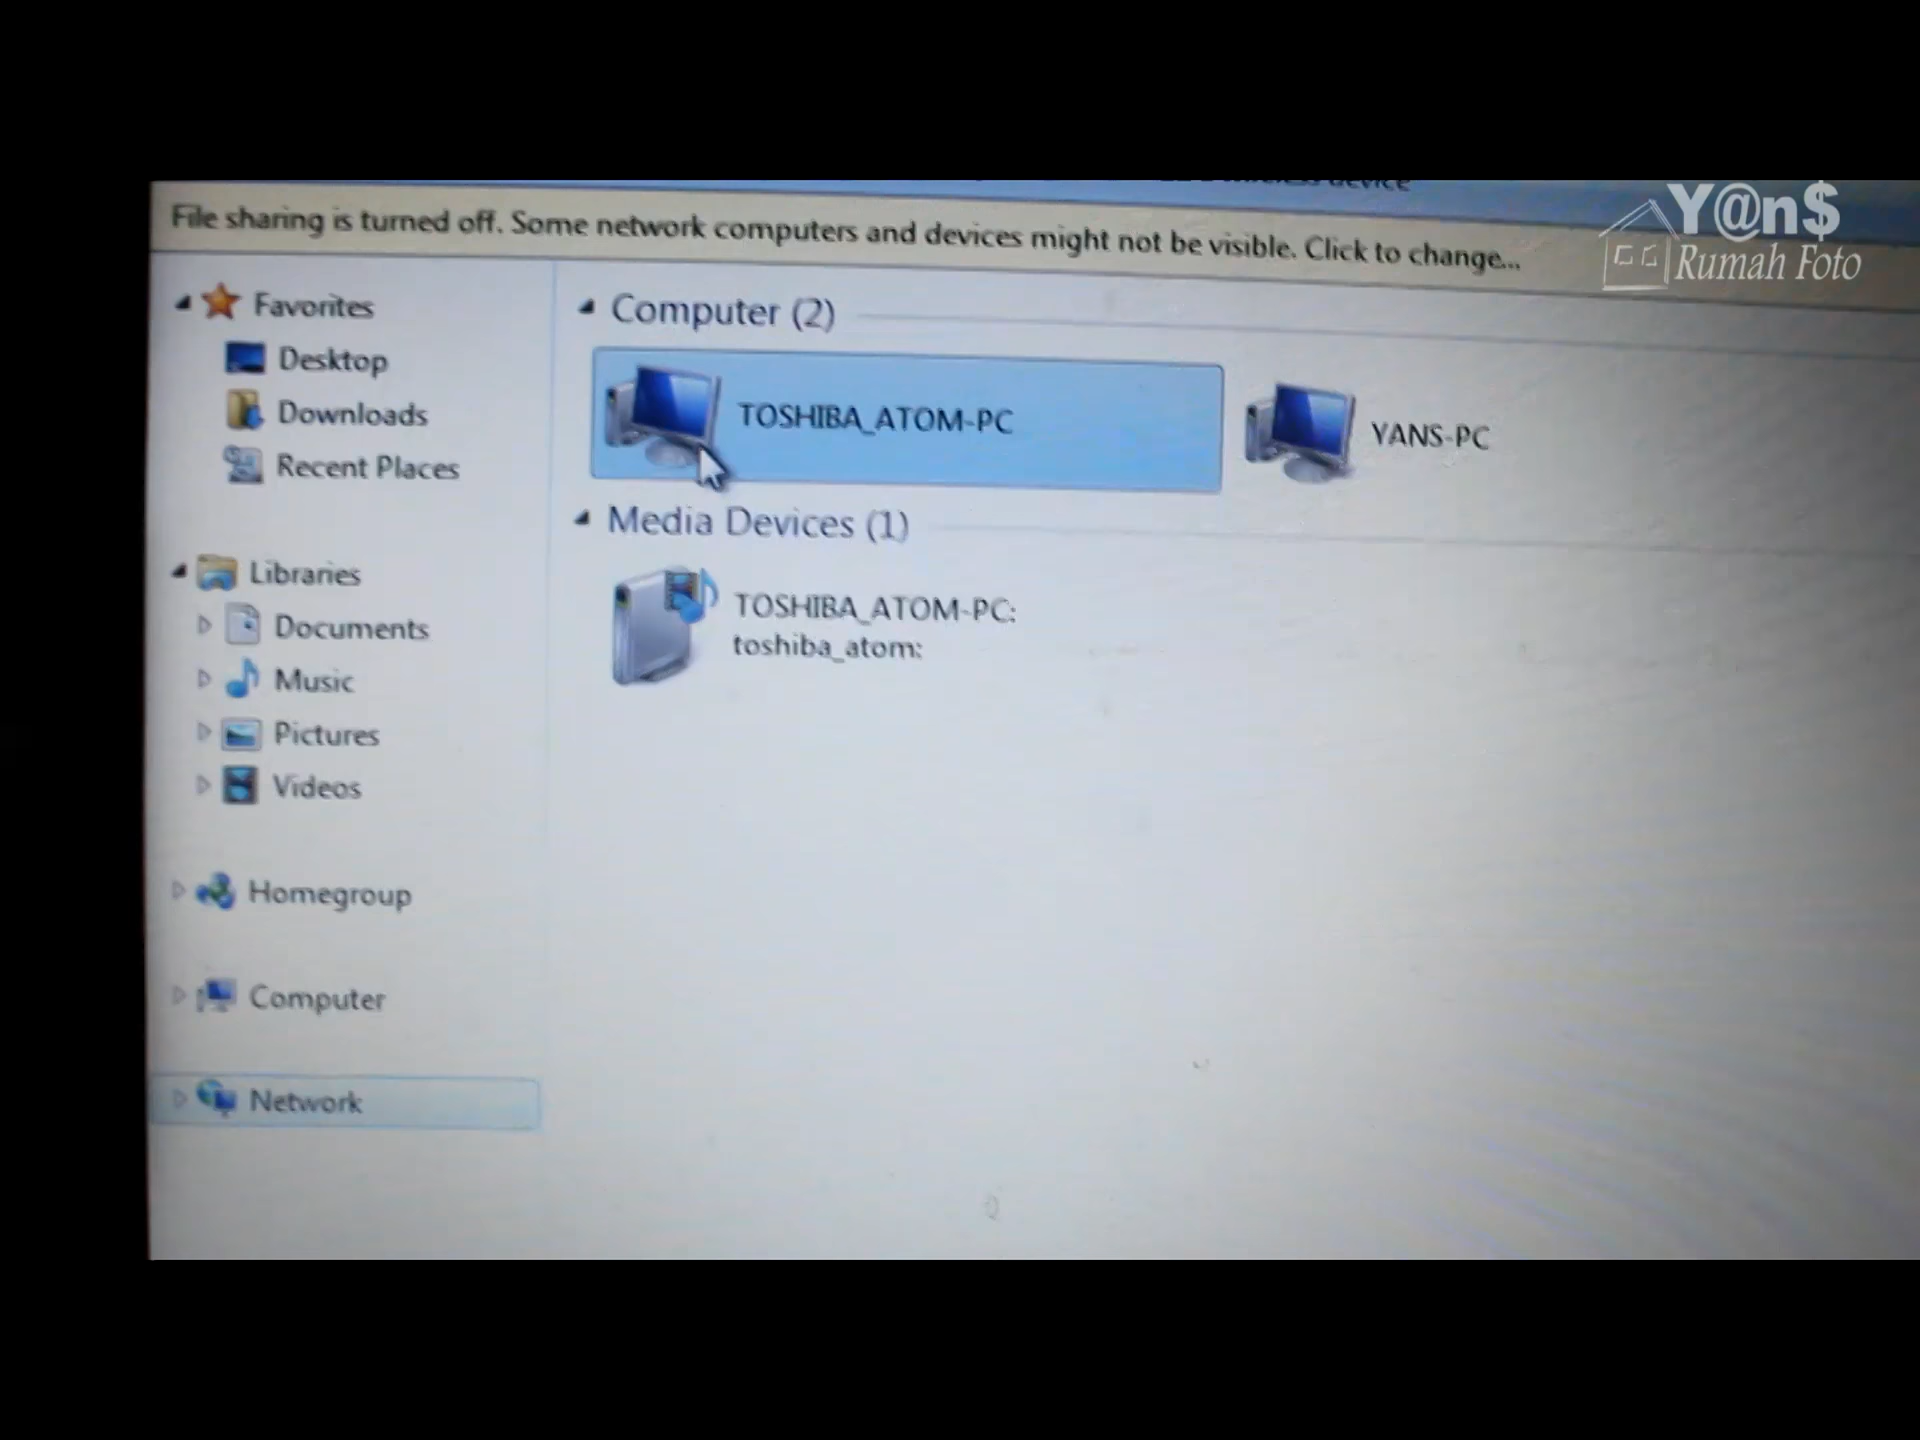 Y@n$
Rumah Foto
File sharing is turned off. Some network computers and devices might not be visible. Click to change...
Favorites
Desktop
Downloads
Recent Places
Libraries
Documents
Music
Pictures
Videos
Homegroup
Computer
Network
Computer (2)
TOSHIBA_ATOM-PC
YANS-PC
Media Devices (1)
TOSHIBA_ATOM-PC:
toshiba_atom: